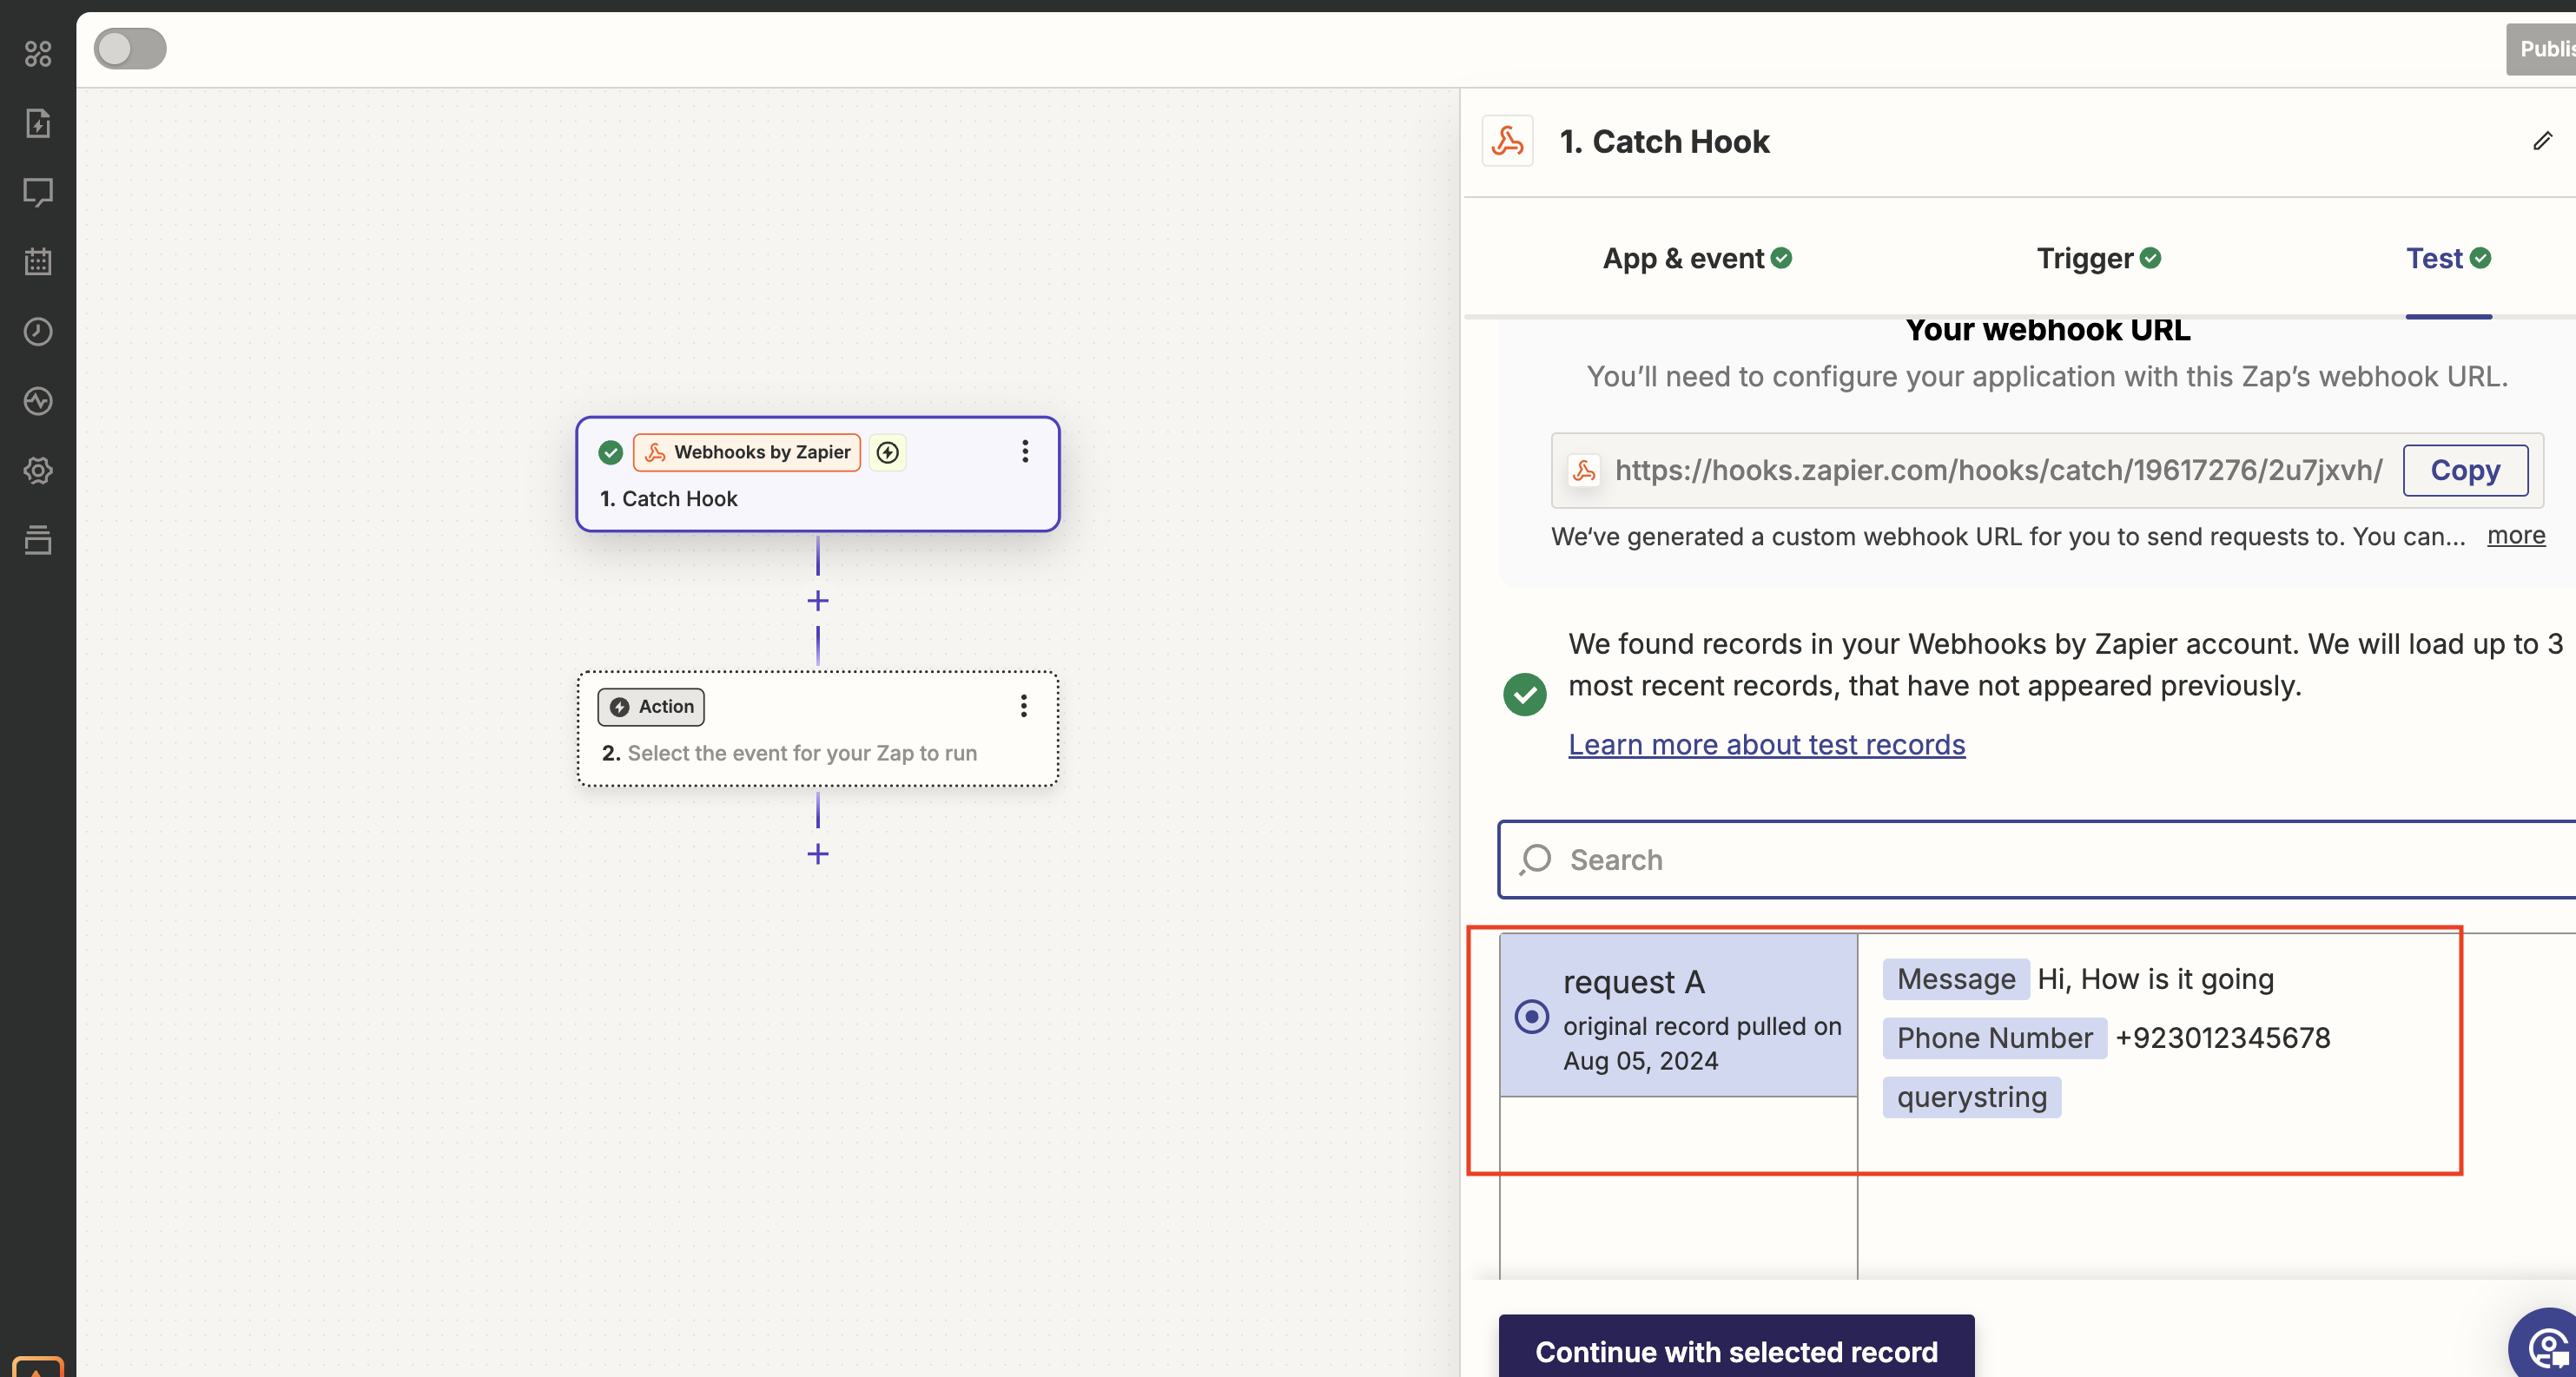 Publis
1. Catch Hook
App & event
Trigger
Test
Your webhook URL
You’ll need to configure your application with this Zap’s webhook URL.
https://hooks.zapier.com/hooks/catch/19617276/2u7jxvh/
Copy
We‘ve generated a custom webhook URL for you to send requests to. You can... more
Webhooks by Zapier
1. Catch Hook
Action
2. Select the event for your Zap to run
We found records in your Webhooks by Zapier account. We will load up to 3
most recent records, that have not appeared previously.
Learn more about test records
Search
request A
original record pulled on
Aug 05, 2024
Message Hi, How is it going
Phone Number +923012345678
querystring
Continue with selected record